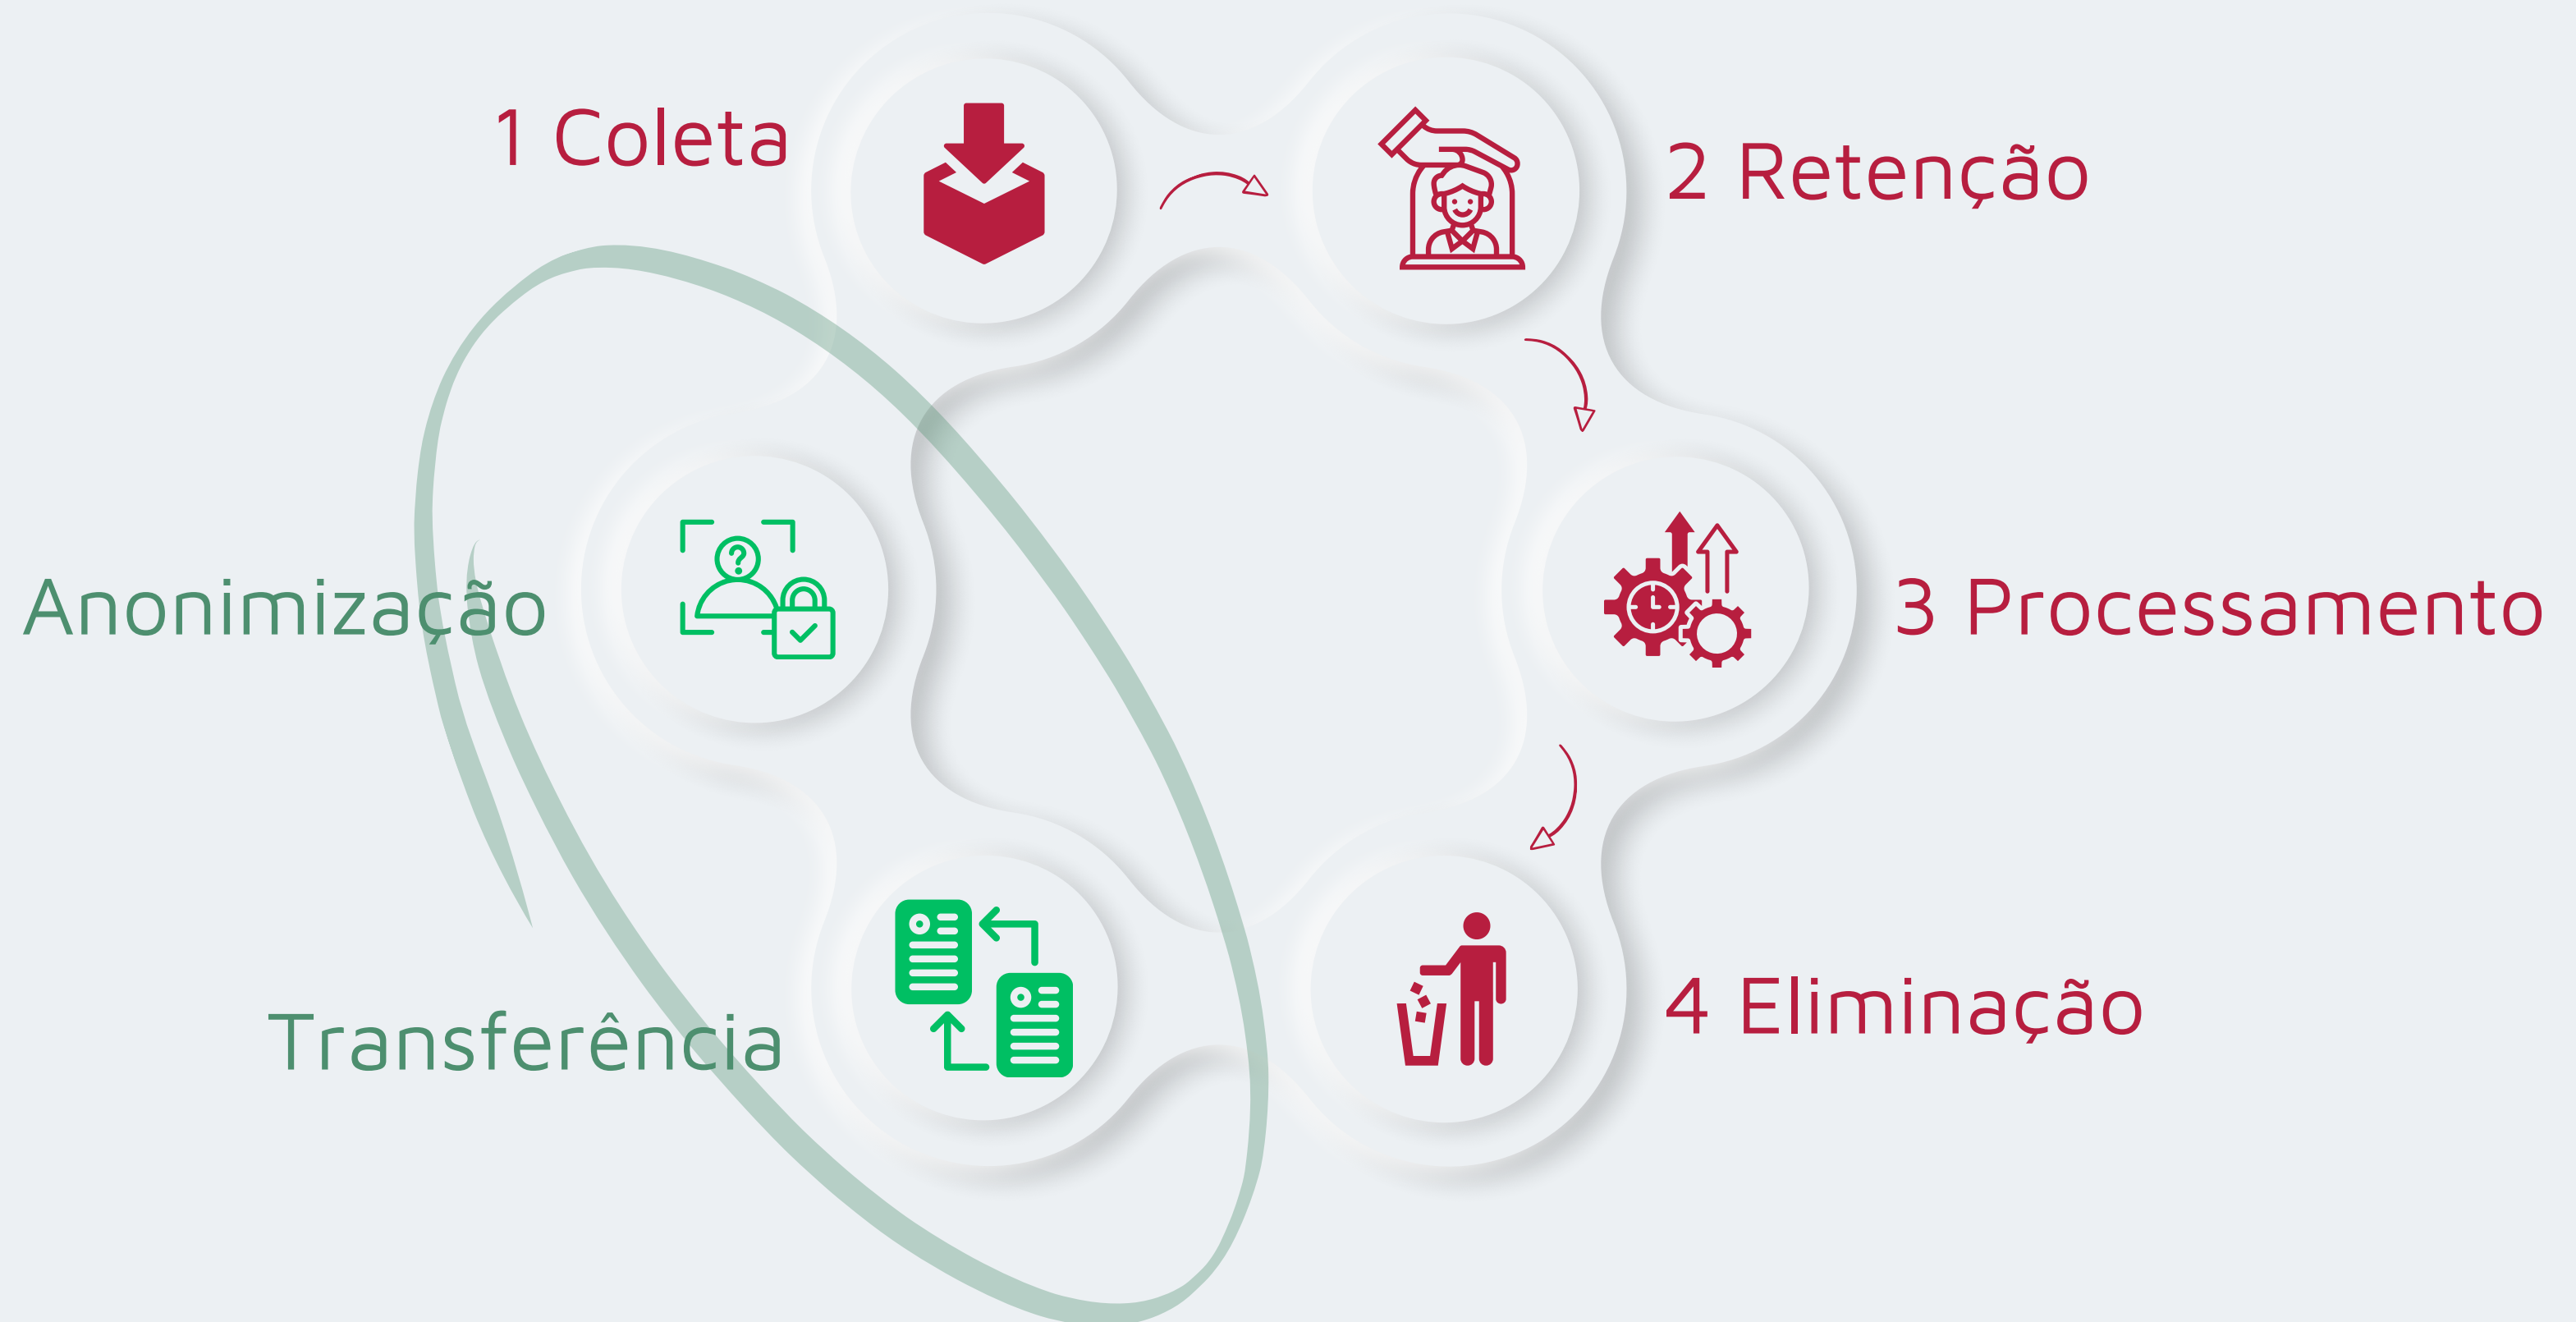 1 Coleta
2 Retenção
3 Processamento
4 Eliminação
Transferência
Anonimização
?